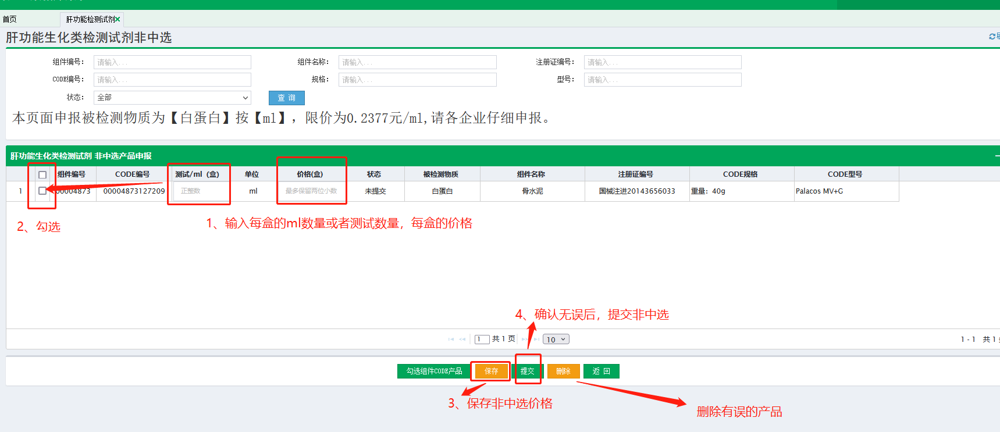 首页 肝功能检测试剂×
肝功能生化类检测试剂非中选
组件编号： 请输入... 组件名称： 请输入... 注册证编号： 请输入...
CODE编号： 请输入... 规格： 请输入... 型号： 请输入...
状态： 全部 查 询
本页面申报被检测物质为【白蛋白】按【ml】，限价为0.2377元/ml,请各企业仔细申报。
肝功能生化类检测试剂 非中选产品申报
组件编号 CODE编号 测试/ml（盒） 单位 价格(盒) 状态 被检测物质 组件名称 注册证编号 CODE规格 CODE型号
1 00004873 00004873127209 正整数 ml 最多保留两位小数 未提交 白蛋白 骨水泥 国械注进20143656033 重量：40g Palacos MV+G
2、勾选
1、输入每盒的ml数量或者测试数量，每盒的价格
4、确认无误后，提交非中选
1 共 1 页 10 1 - 1 共 1
勾选组件CODE产品 保存 提交 删除 返 回
3、保存非中选价格
删除有误的产品